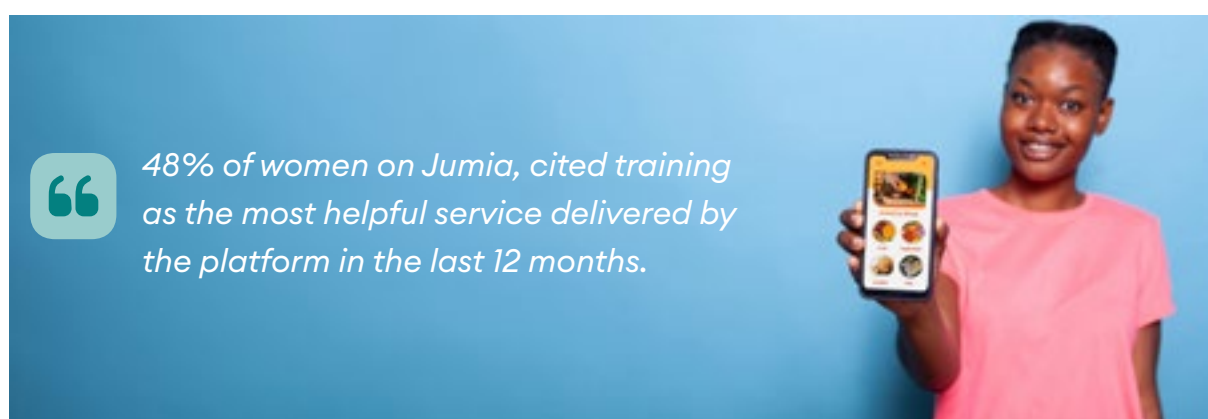 48% of women on Jumia, cited training
as the most helpful service delivered by
the platform in the last 12 months.